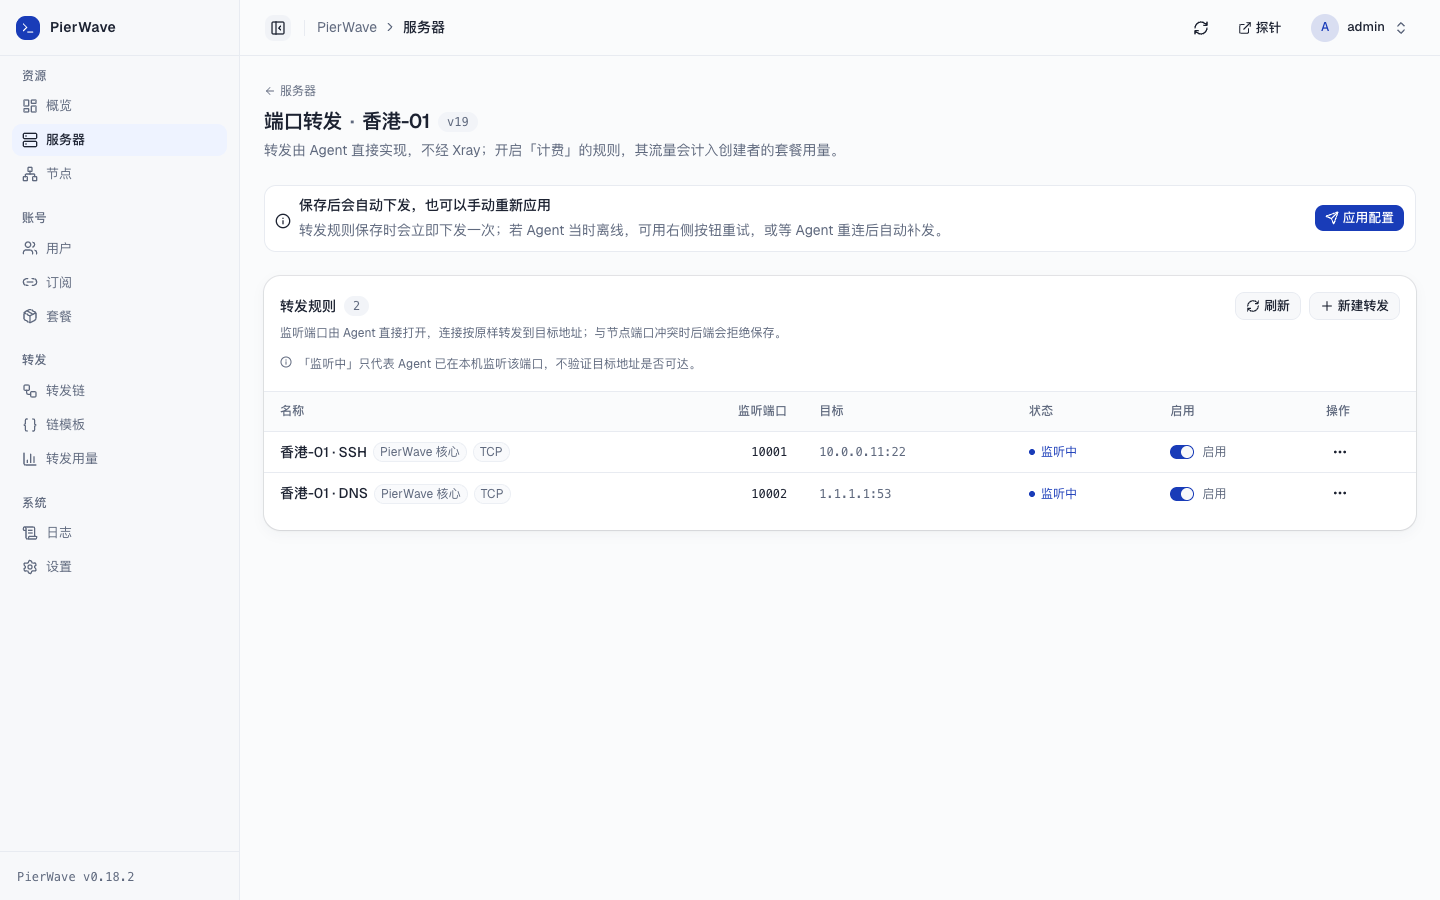 PierWave
PierWave > 服务器
探针
A admin
资源
概览
服务器
节点
账号
用户
订阅
套餐
转发
转发链
链模板
转发用量
系统
日志
设置
PierWave v0.18.2
← 服务器
端口转发 · 香港-01 v19
转发由 Agent 直接实现，不经 Xray；开启「计费」的规则，其流量会计入创建者的套餐用量。
保存后会自动下发，也可以手动重新应用
转发规则保存时会立即下发一次；若 Agent 当时离线，可用右侧按钮重试，或等 Agent 重连后自动补发。
应用配置
转发规则 2
刷新
新建转发
监听端口由 Agent 直接打开，连接按原样转发到目标地址；与节点端口冲突时后端会拒绝保存。
「监听中」只代表 Agent 已在本机监听该端口，不验证目标地址是否可达。
名称 监听端口 目标 状态 启用 操作
香港-01 · SSH PierWave 核心 TCP 10001 10.0.0.11:22 监听中 启用 ···
香港-01 · DNS PierWave 核心 TCP 10002 1.1.1.1:53 监听中 启用 ···